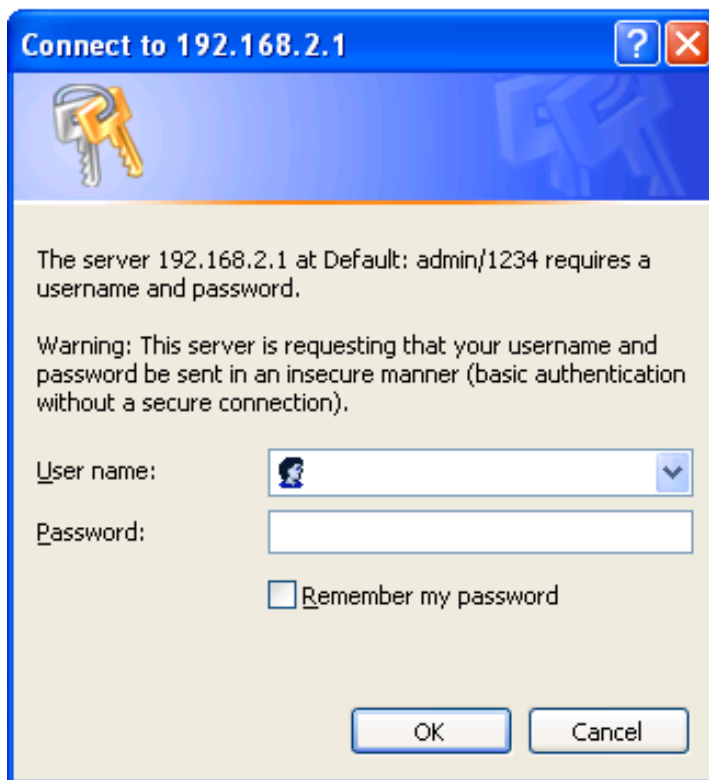 Connect to 192.168.2.1
The server 192.168.2.1 at Default: admin/1234 requires a
username and password.
Warning: This server is requesting that your username and
password be sent in an insecure manner (basic authentication
without a secure connection).
User name:
Password:
Remember my password
OK Cancel